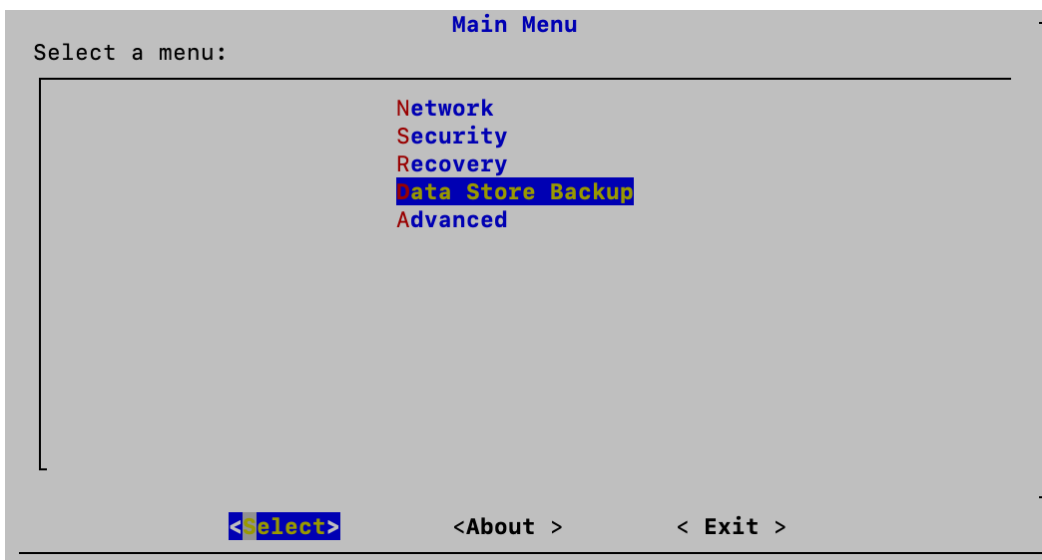 Main Menu
Select a menu:
Network
Security
Recovery
Data Store Backup
Advanced
<Select> <About > < Exit >